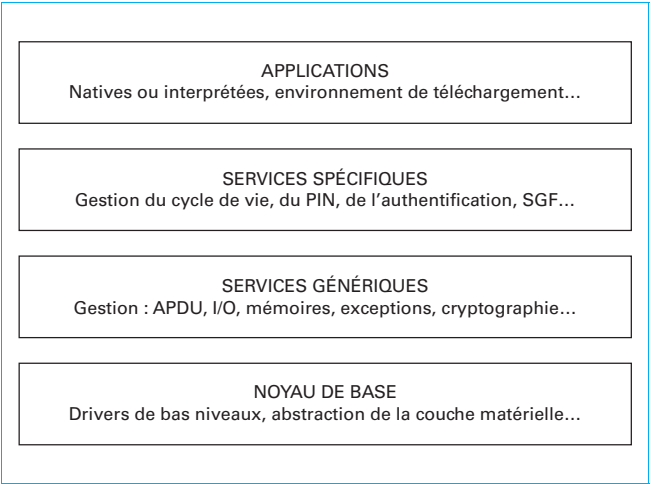 APPLICATIONS
Natives ou interprétées, environnement de téléchargement…
SERVICES SPÉCIFIQUES
Gestion du cycle de vie, du PIN, de l’authentification, SGF…
SERVICES GÉNÉRIQUES
Gestion : APDU, I/O, mémoires, exceptions, cryptographie…
NOYAU DE BASE
Drivers de bas niveaux, abstraction de la couche matérielle…